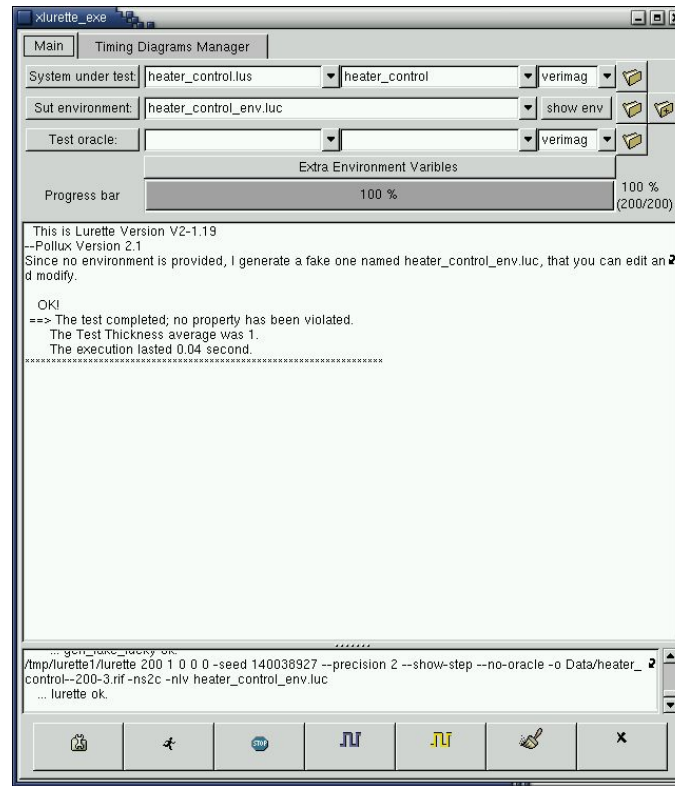 xlurette_exe
Main Timing Diagrams Manager
System under test: heater_control.lus heater_control verimag
Sut environment: heater_control_env.luc show env
Test oracle: verimag
Extra Environment Varibles
Progress bar 100 % 100 %
(200/200)
This is Lurette Version V2-1.19
--Pollux Version 2.1
Since no environment is provided, I generate a fake one named heater_control_env.luc, that you can edit an
d modify.
OK!
==> The test completed; no property has been violated.
The Test Thickness average was 1.
The execution lasted 0.04 second.
... gen_fake_lucky ok.
/tmp/lurette1/lurette 200 1 0 0 0 -seed 140038927 --precision 2 --show-step --no-oracle -o Data/heater_
control--200-3.rif -ns2c -nlv heater_control_env.luc
... lurette ok.
STOP
x